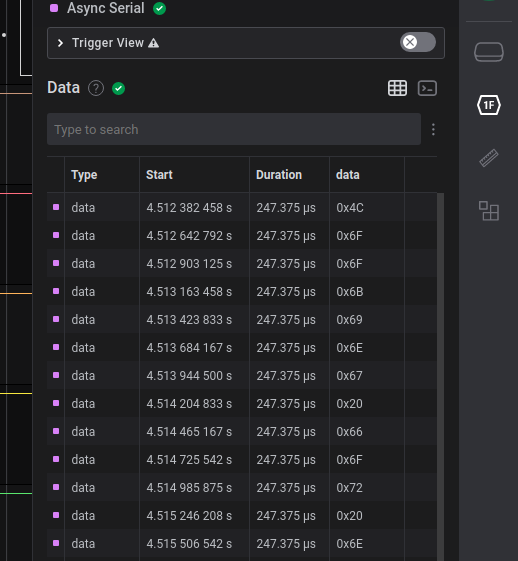 Async Serial
Trigger View
Data ?
Type to search
Type Start Duration data
data 4.512 382 458 s 247.375 µs 0x4C
data 4.512 642 792 s 247.375 µs 0x6F
data 4.512 903 125 s 247.375 µs 0x6F
data 4.513 163 458 s 247.375 µs 0x6B
data 4.513 423 833 s 247.375 µs 0x69
data 4.513 684 167 s 247.375 µs 0x6E
data 4.513 944 500 s 247.375 µs 0x67
data 4.514 204 833 s 247.375 µs 0x20
data 4.514 465 167 s 247.375 µs 0x66
data 4.514 725 542 s 247.375 µs 0x6F
data 4.514 985 875 s 247.375 µs 0x72
data 4.515 246 208 s 247.375 µs 0x20
data 4.515 506 542 s 247.375 µs 0x6E
1F